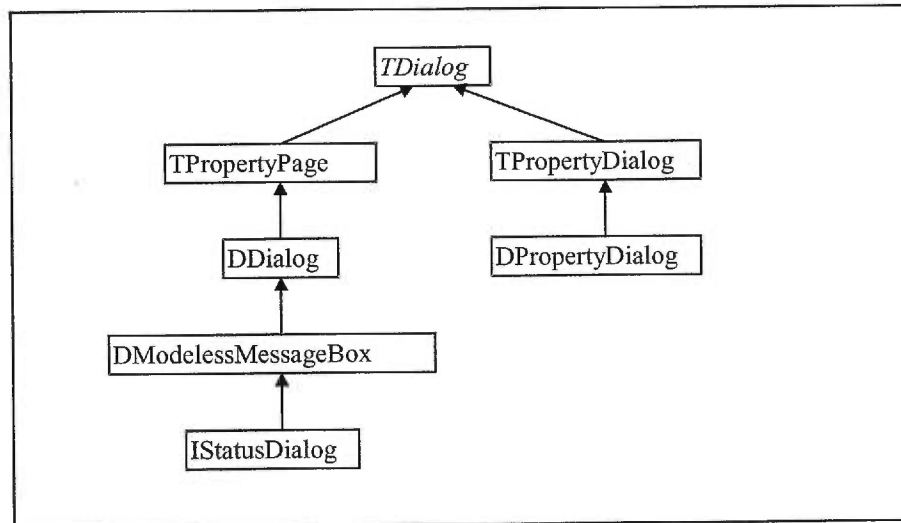 TDialog
TPropertyPage
TPropertyDialog
DDialog
DPropertyDialog
DModelessMessageBox
IStatusDialog